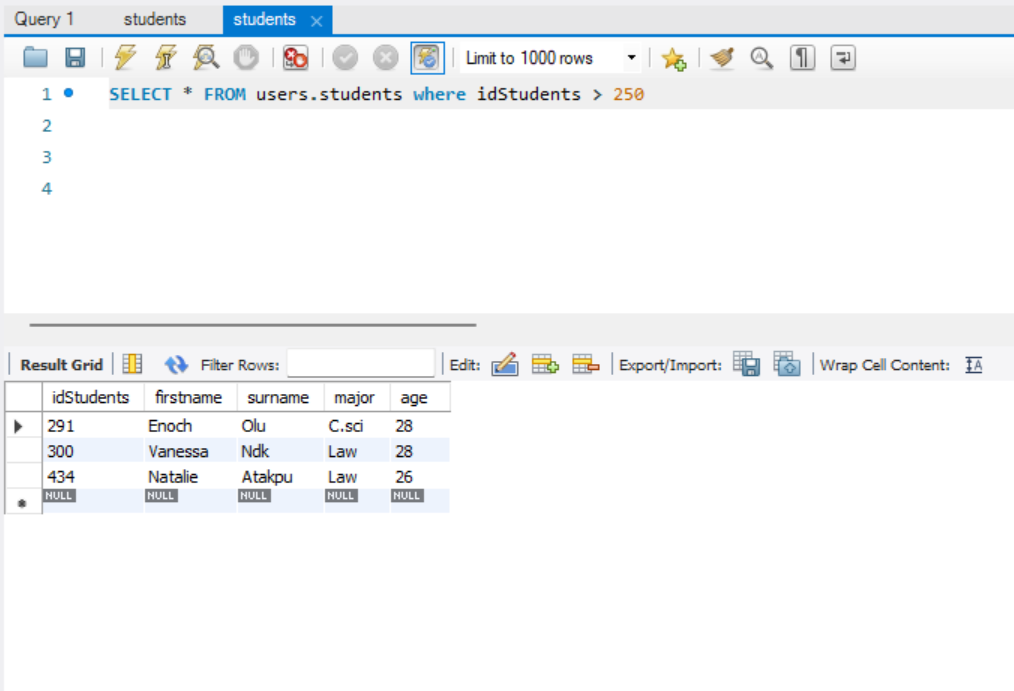 Query 1 students students
Limit to 1000 rows
1 SELECT * FROM users.students where idStudents > 250
2
3
4
Result Grid Filter Rows: Edit: Export/Import: Wrap Cell Content:
idStudents firstname surname major age
291 Enoch Olu C.sci 28
300 Vanessa Ndk Law 28
434 Natalie Atakpu Law 26
NULL NULL NULL NULL NULL